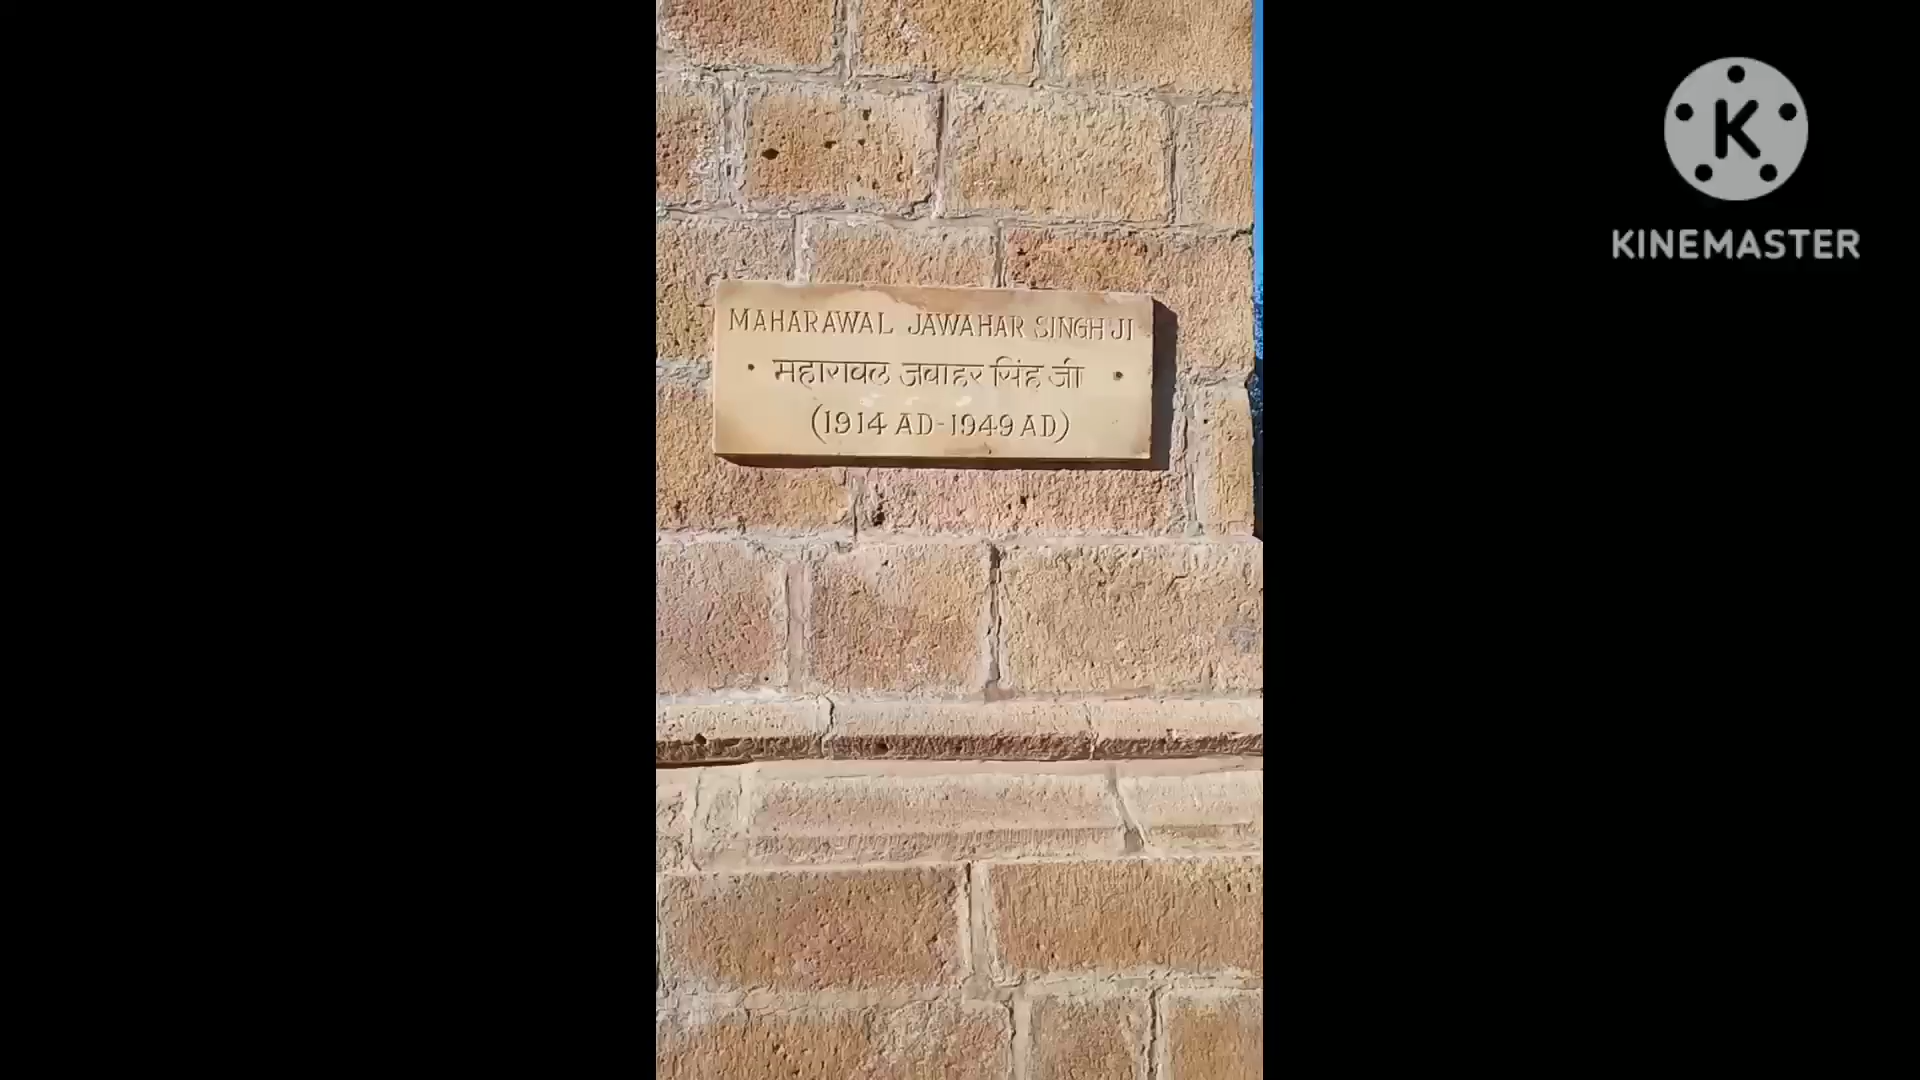 MAHARAWAL JAWAHAR SINGH JI
• महारावल जवाहर सिंह जी •
(1914 AD-1949 AD)
K
KINEMASTER